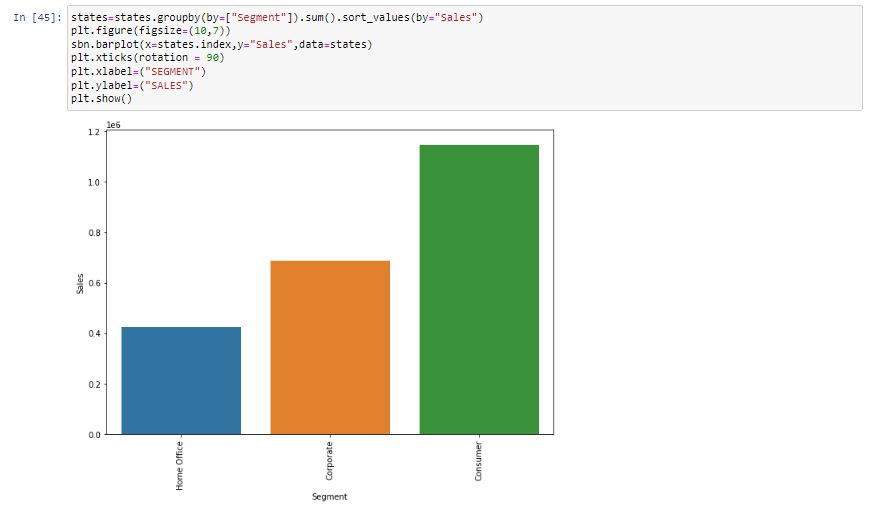 In [45]: states=states.groupby(by=["Segment"]).sum().sort_values(by="Sales")
plt.figure(figsize=(10,7))
sbn.barplot(x=states.index,y="Sales",data=states)
plt.xticks(rotation = 90)
plt.xlabel=("SEGMENT")
plt.ylabel=("SALES")
plt.show()
1e6
1.2
1.0
0.8
0.6
0.4
0.2
0.0
Sales
Home Office
Corporate
Consumer
Segment